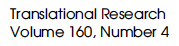 Translational Research
Volume 160, Number 4